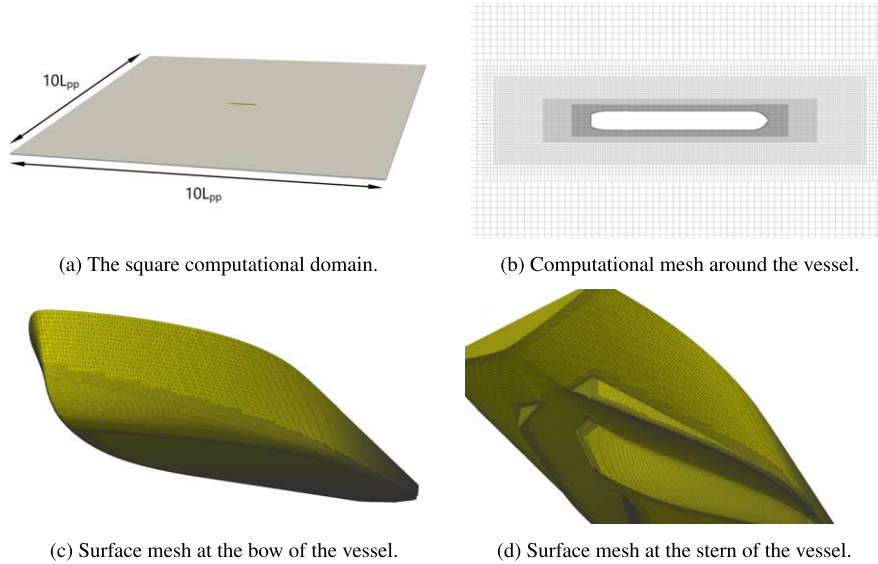 10Lpp
10Lpp
(a) The square computational domain.
(b) Computational mesh around the vessel.
(c) Surface mesh at the bow of the vessel.
(d) Surface mesh at the stern of the vessel.